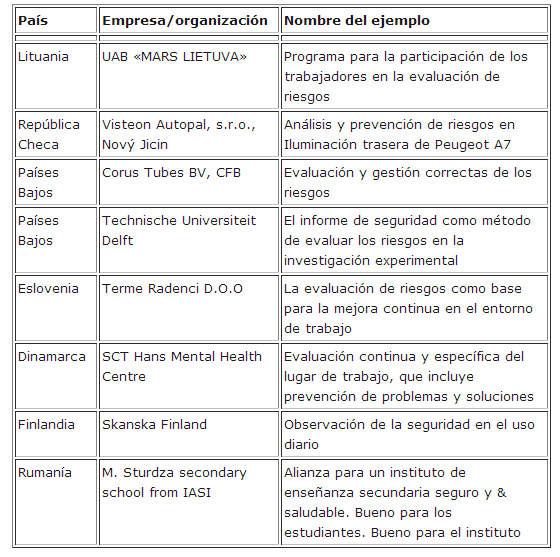 País Empresa/organización Nombre del ejemplo
Lituania UAB «MARS LIETUVA» Programa para la participación de los
trabajadores en la evaluación de
riesgos
República Visteon Autopal, s.r.o., Análisis y prevención de riesgos en
Checa Nový Jicin Iluminación trasera de Peugeot A7
Países Corus Tubes BV, CFB Evaluación y gestión correctas de los
Bajos riesgos
Países Technische Universiteit El informe de seguridad como método
Bajos Delft de evaluar los riesgos en la
investigación experimental
Eslovenia Terme Radenci D.O.O La evaluación de riesgos como base
para la mejora continua en el entorno
de trabajo
Dinamarca SCT Hans Mental Health Evaluación continua y específica del
Centre lugar de trabajo, que incluye
prevención de problemas y soluciones
Finlandia Skanska Finland Observación de la seguridad en el uso
diario
Rumanía M. Sturdza secondary Alianza para un instituto de
school from IASI enseñanza secundaria seguro y &
saludable. Bueno para los
estudiantes. Bueno para el instituto